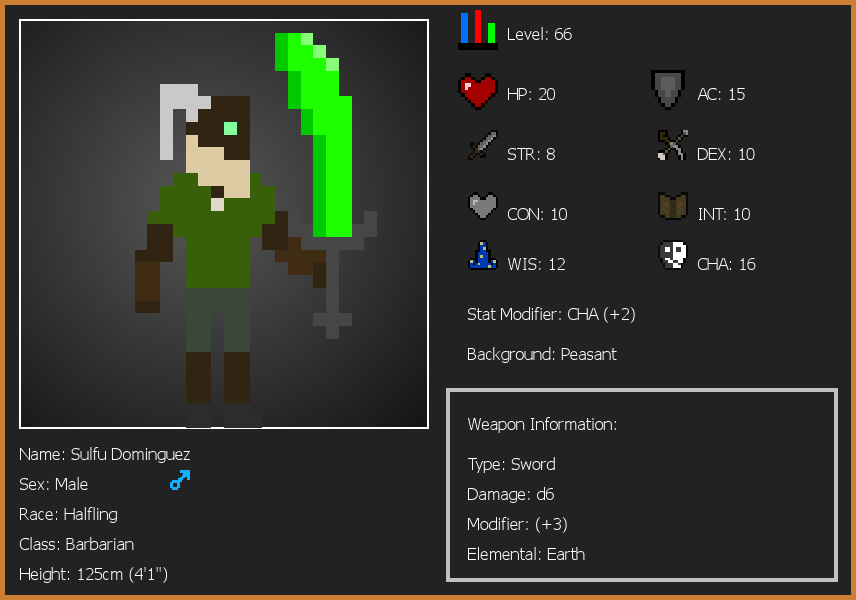 Level: 66
HP: 20
AC: 15
STR: 8
DEX: 10
CON: 10
INT: 10
WIS: 12
CHA: 16
Stat Modifier: CHA (+2)
Background: Peasant
Weapon Information:
Type: Sword
Damage: d6
Modifier: (+3)
Elemental: Earth
Name: Sulfu Dominguez
Sex: Male
Race: Halfling
Class: Barbarian
Height: 125cm (4'1")